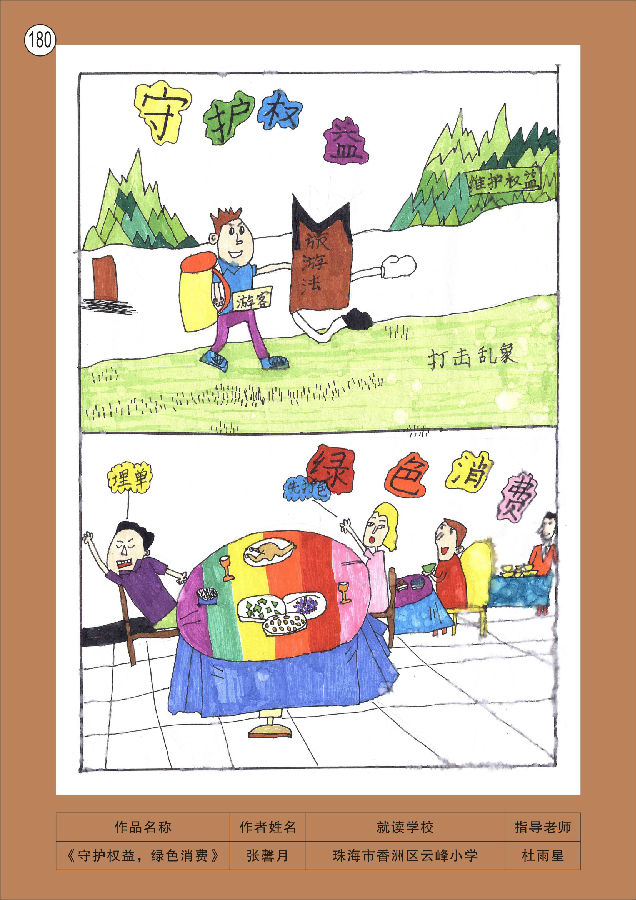 180
守护权益
维护权益
旅游法
游客
打击乱象
绿色消费
埋单
先打包
作品名称 作者姓名 就读学校 指导老师
《守护权益，绿色消费》 张馨月 珠海市香洲区云峰小学 杜雨星